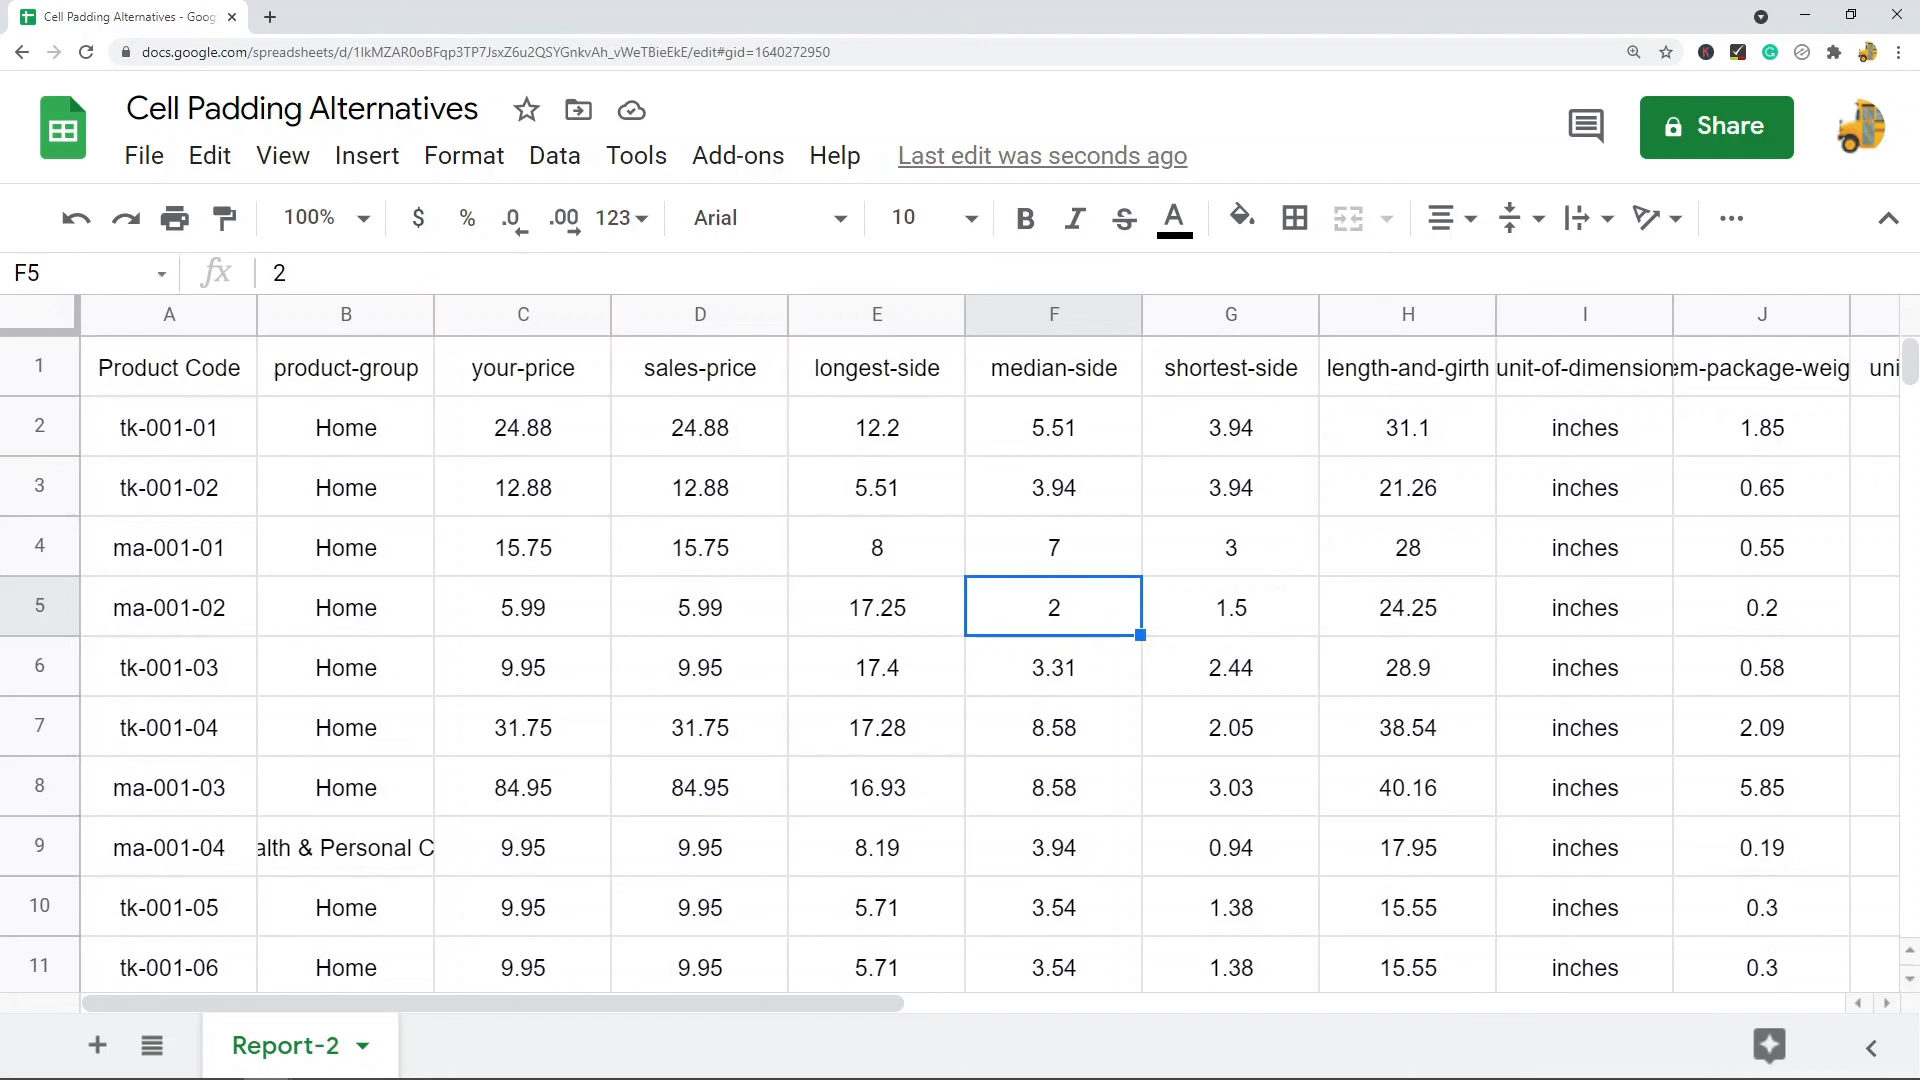 Cell Padding Alternatives - Goog
docs.google.com/spreadsheets/d/1IkMZAR0oBFqp3TP7JsxZ6u2QSYGnkvAh_vWeTBieEkE/edit#gid=1640272950
Cell Padding Alternatives
Share
File Edit View Insert Format Data Tools Add-ons Help Last edit was seconds ago
100% $ % .0 .00 123 Arial 10 B I S A
F5 fx 2
A B C D E F G H I J
1 Product Code product-group your-price sales-price longest-side median-side shortest-side length-and-girth unit-of-dimension em-package-weig uni
2 tk-001-01 Home 24.88 24.88 12.2 5.51 3.94 31.1 inches 1.85
3 tk-001-02 Home 12.88 12.88 5.51 3.94 3.94 21.26 inches 0.65
4 ma-001-01 Home 15.75 15.75 8 7 3 28 inches 0.55
5 ma-001-02 Home 5.99 5.99 17.25 2 1.5 24.25 inches 0.2
6 tk-001-03 Home 9.95 9.95 17.4 3.31 2.44 28.9 inches 0.58
7 tk-001-04 Home 31.75 31.75 17.28 8.58 2.05 38.54 inches 2.09
8 ma-001-03 Home 84.95 84.95 16.93 8.58 3.03 40.16 inches 5.85
9 ma-001-04 alth & Personal C 9.95 9.95 8.19 3.94 0.94 17.95 inches 0.19
10 tk-001-05 Home 9.95 9.95 5.71 3.54 1.38 15.55 inches 0.3
11 tk-001-06 Home 9.95 9.95 5.71 3.54 1.38 15.55 inches 0.3
Report-2